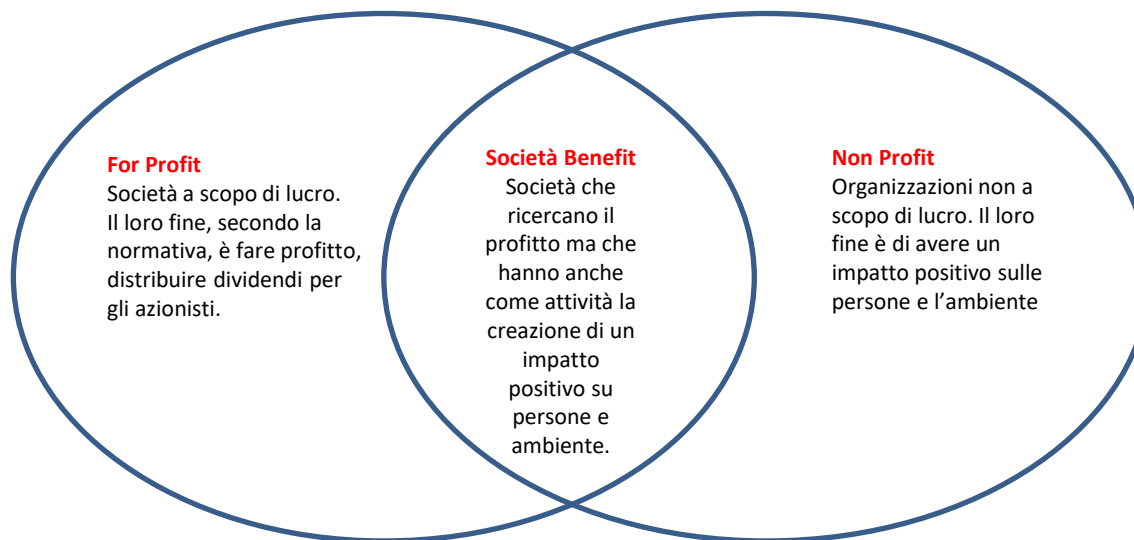 For Profit
Società a scopo di lucro.
Il loro fine, secondo la
normativa, è fare profitto,
distribuire dividendi per
gli azionisti.
Società Benefit
Società che
ricercano il
profitto ma che
hanno anche
come attività la
creazione di un
impatto
positivo su
persone e
ambiente.
Non Profit
Organizzazioni non a
scopo di lucro. Il loro
fine è di avere un
impatto positivo sulle
persone e l’ambiente